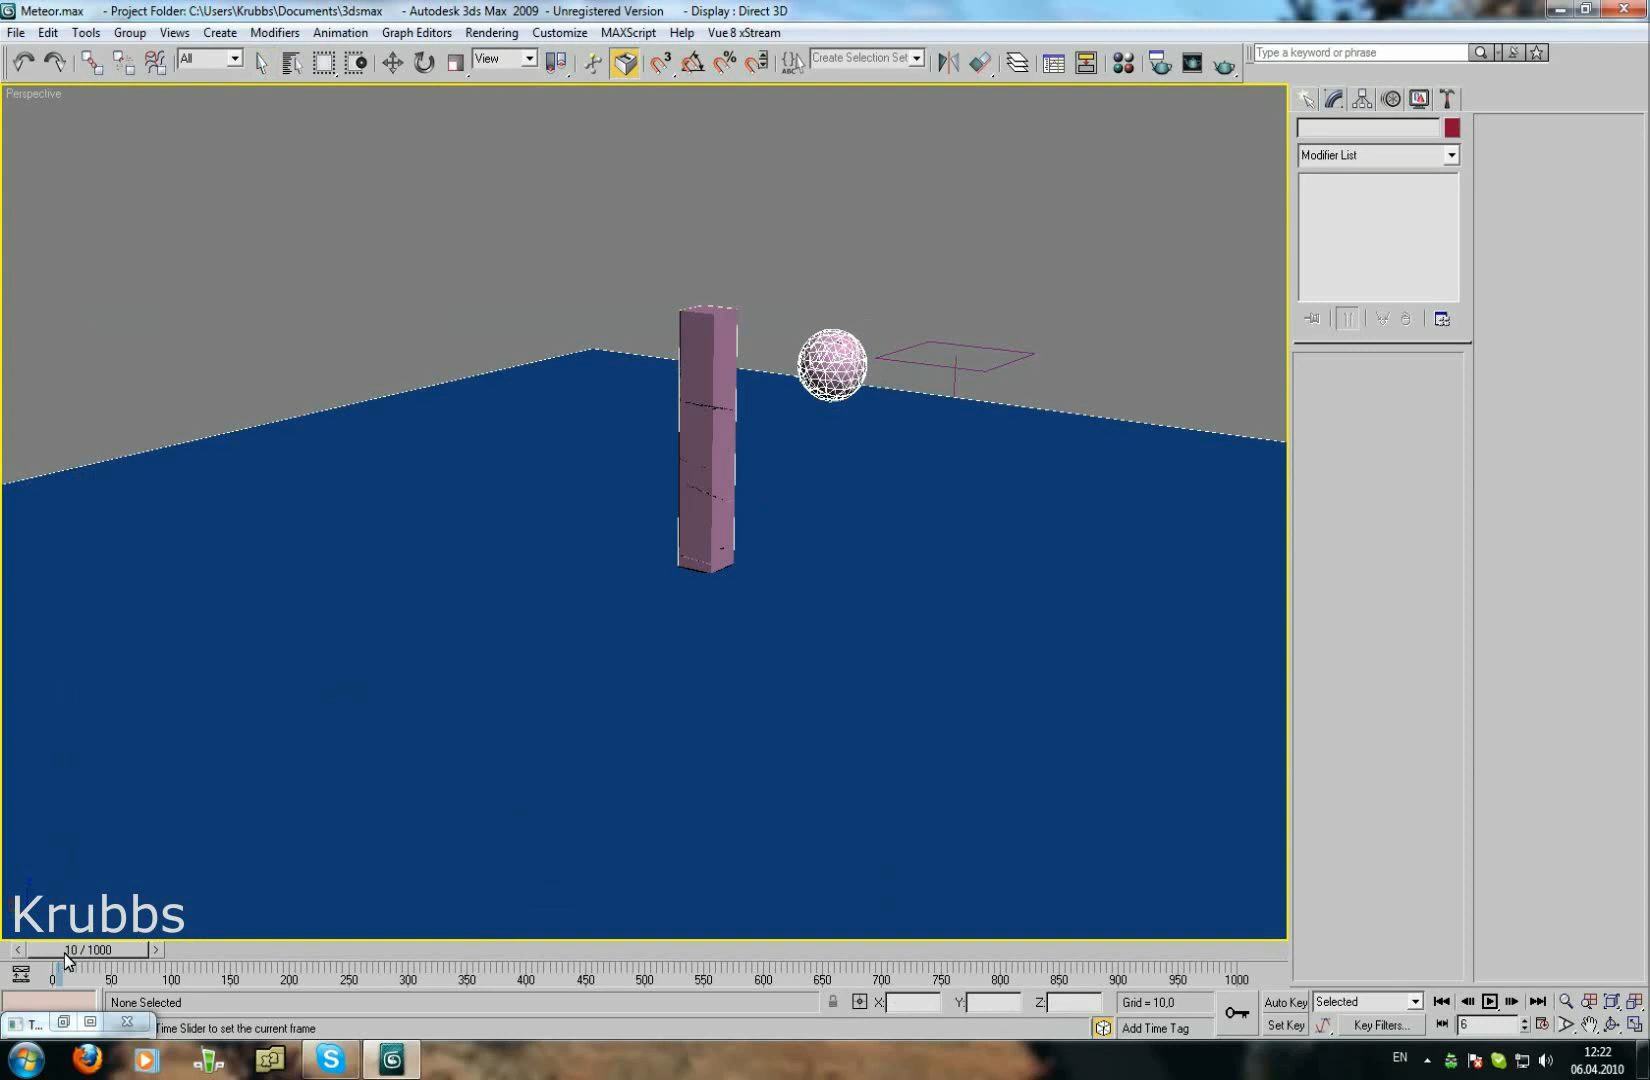 Meteor.max - Project Folder: C:\Users\Krubbs\Documents\3dsmax - Autodesk 3ds Max 2009 - Unregistered Version - Display : Direct 3D
File Edit Tools Group Views Create Modifiers Animation Graph Editors Rendering Customize MAXScript Help Vue 8 xStream
All View 3 Create Selection Set Type a keyword or phrase
Perspective
Modifier List
Krubbs
10 / 1000
0 50 100 150 200 250 300 350 400 450 500 550 600 650 700 750 800 850 900 950 1000
None Selected X: Y: Z: Grid = 10,0 Auto Key Selected
T... Time Slider to set the current frame Add Time Tag Set Key Key Filters... 6
EN 12:22
06.04.2010